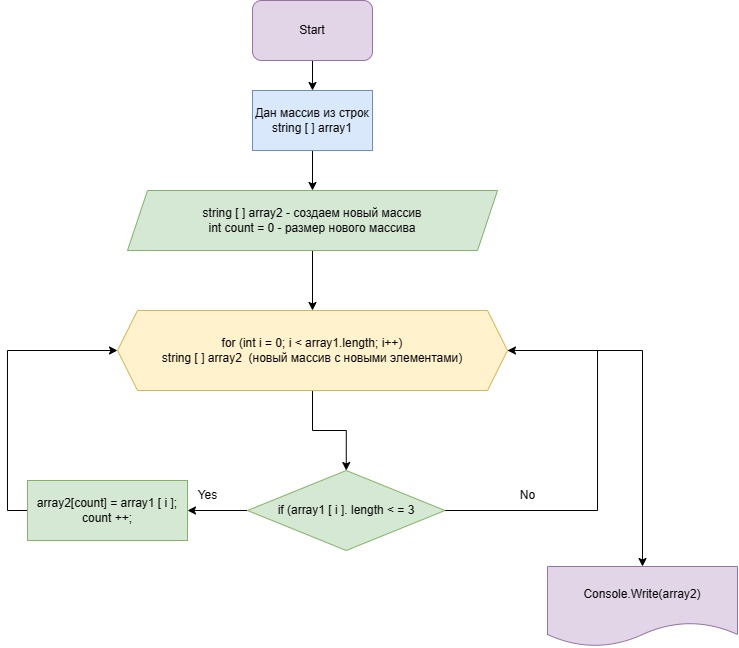 Start
Дан массив из строк
string [ ] array1
string [ ] array2 - создаем новый массив
int count = 0 - размер нового массива
for (int i = 0; i < array1.length; i++)
string [ ] array2 (новый массив с новыми элементами)
array2[count] = array1 [ i ];
count ++;
Yes
if (array1 [ i ]. length < = 3
No
Console.Write(array2)